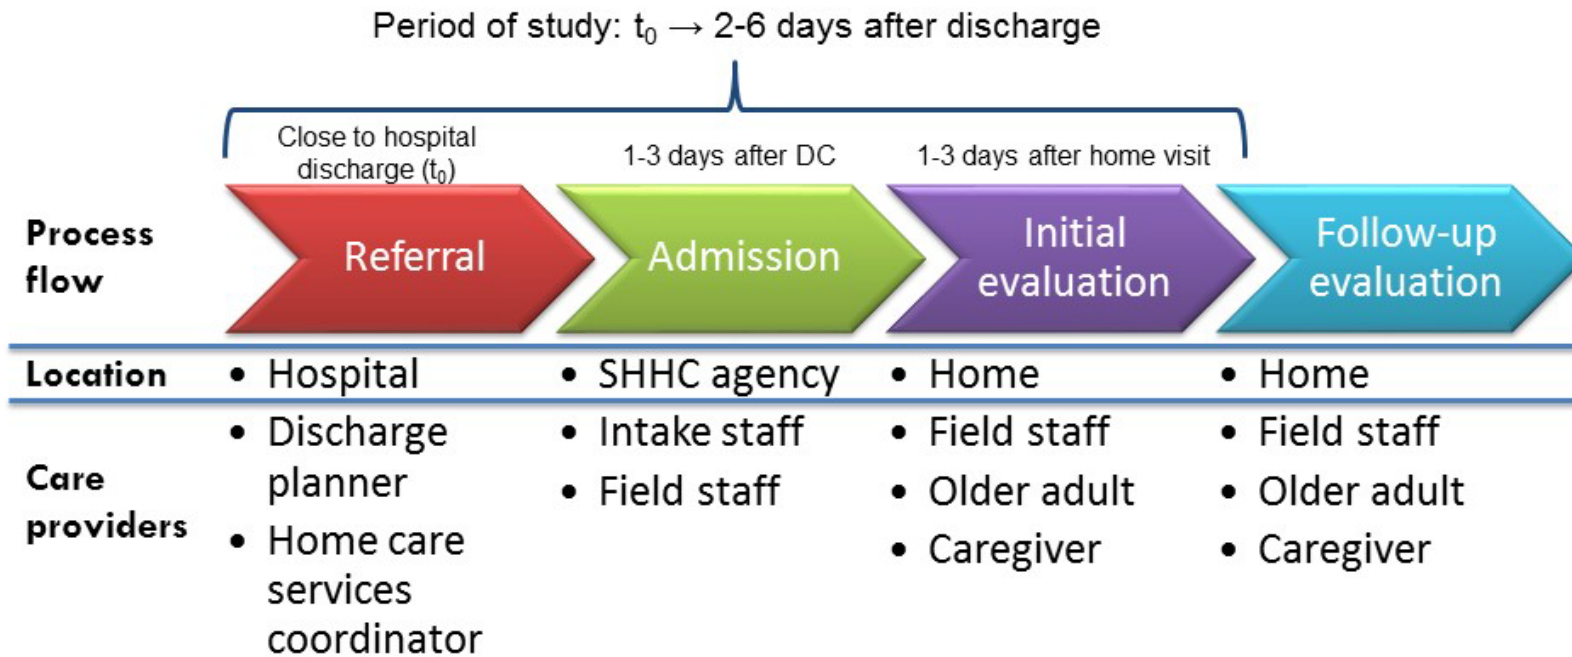 Period of study: t₀ → 2-6 days after discharge
Close to hospital
discharge (t₀)
1-3 days after DC
1-3 days after home visit
Process
flow
Referral
Admission
Initial
evaluation
Follow-up
evaluation
Location
• Hospital
• SHHC agency
• Home
• Home
Care
providers
• Discharge
planner
• Home care
services
coordinator
• Intake staff
• Field staff
• Field staff
• Older adult
• Caregiver
• Field staff
• Older adult
• Caregiver